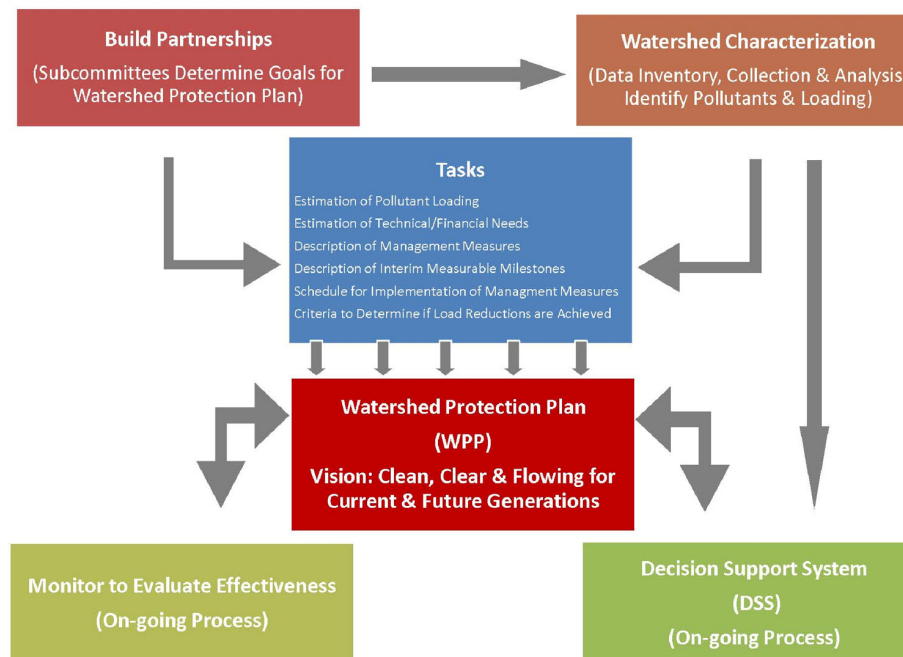 Build Partnerships
(Subcommittees Determine Goals for
Watershed Protection Plan)
Watershed Characterization
(Data Inventory, Collection & Analysis
Identify Pollutants & Loading)
Tasks
Estimation of Pollutant Loading
Estimation of Technical/Financial Needs
Description of Management Measures
Description of Interim Measurable Milestones
Schedule for Implementation of Managment Measures
Criteria to Determine if Load Reductions are Achieved
Watershed Protection Plan
(WPP)
Vision: Clean, Clear & Flowing for
Current & Future Generations
Monitor to Evaluate Effectiveness
(On-going Process)
Decision Support System
(DSS)
(On-going Process)